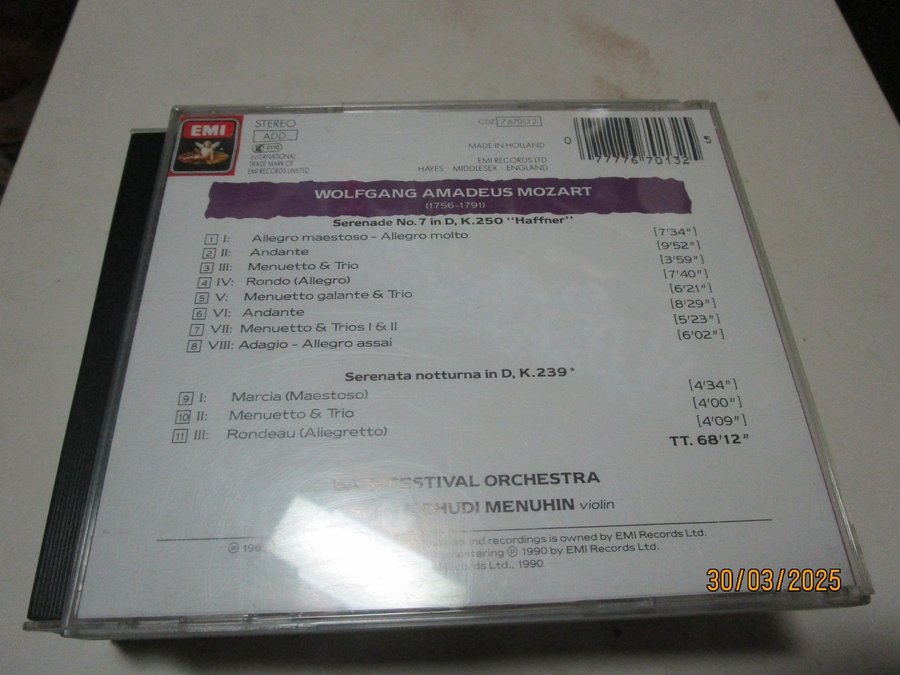 EMI
STEREO
ADD
0110
INTERNATIONAL
TRADE MARK OF
EMI RECORDS LIMITED
CDZ 7 67013 2
MADE IN HOLLAND
EMI RECORDS LTD
HAYES · MIDDLESEX · ENGLAND
0 77776 70132 5
WOLFGANG AMADEUS MOZART
(1756-1791)
Serenade No.7 in D, K.250 "Haffner"
1 I: Allegro maestoso - Allegro molto [7'34"]
2 II: Andante [9'52"]
3 III: Menuetto & Trio [3'59"]
4 IV: Rondo (Allegro) [7'40"]
5 V: Menuetto galante & Trio [6'21"]
6 VI: Andante [8'29"]
7 VII: Menuetto & Trios I & II [5'23"]
8 VIII: Adagio - Allegro assai [6'02"]
Serenata notturna in D, K.239*
9 I: Marcia (Maestoso) [4'34"]
10 II: Menuetto & Trio [4'00"]
11 III: Rondeau (Allegretto) [4'09"]
TT. 68'12"
FESTIVAL ORCHESTRA
MENUHIN violin
sound recordings is owned by EMI Records Ltd.
℗ 1990 by EMI Records Ltd.
Records Ltd., 1990
30/03/2025